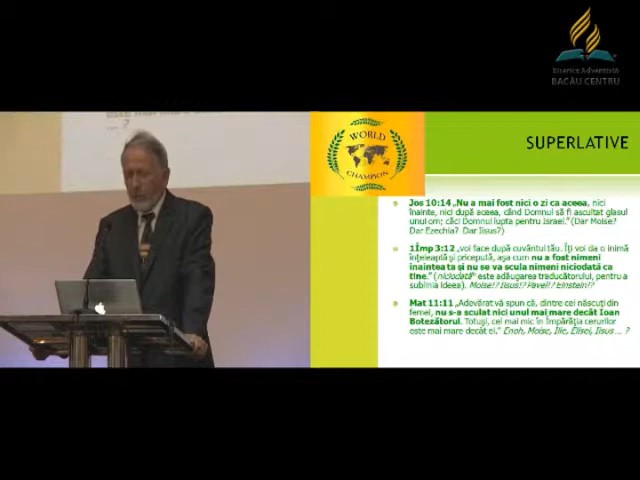 Biserica Adventistă
BACĂU CENTRU
WORLD
CHAMPION
SUPERLATIVE
Jos 10:14 „Nu a mai fost nici o zi ca aceea, nici
înainte, nici după aceea, când Domnul să fi ascultat glasul
unui om; căci Domnul lupta pentru Israel.” (Dar Moise?
Dar Ezechia? Dar Iisus?)
1Împ 3:12 „voi face după cuvântul tău. Îţi voi da o inimă
înţeleaptă şi pricepută, aşa cum nu a fost nimeni
înaintea ta şi nu se va scula nimeni niciodată ca
tine.” („niciodată” este adăugarea traducătorului, pentru a
sublinia ideea). Moise!? Iisus!? Pavel!? Einstein!?
Mat 11:11 „Adevărat vă spun că, dintre cei născuţi din
femei, nu s-a sculat nici unul mai mare decât Ioan
Botezătorul. Totuşi, cel mai mic în Împărăţia cerurilor
este mai mare decât el.” Enoh, Moise, Ilie, Elisei, Iisus ... ?